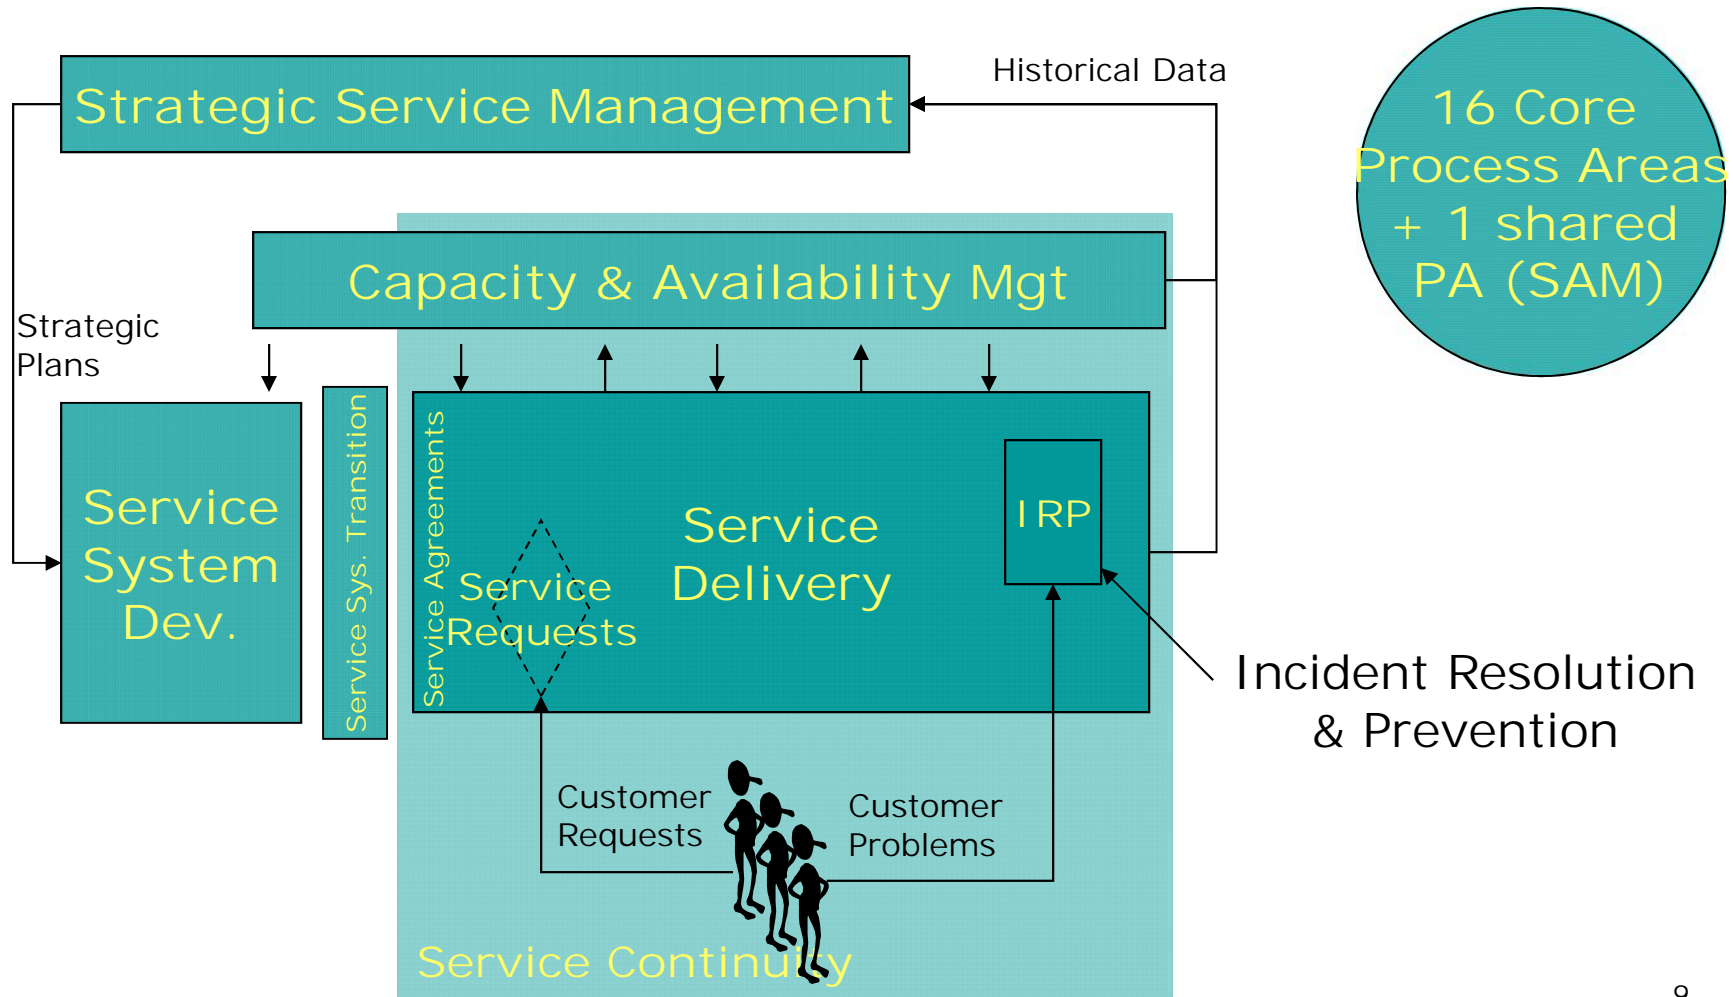 Strategic Service Management
Historical Data
16 Core
Process Areas
+ 1 shared
PA (SAM)
Capacity & Availability Mgt
Strategic
Plans
Service
System
Dev.
Service Sys. Transition
Service Agreements
Service
Requests
Service
Delivery
IRP
Incident Resolution
& Prevention
Customer
Requests
Customer
Problems
Service Continuity
9